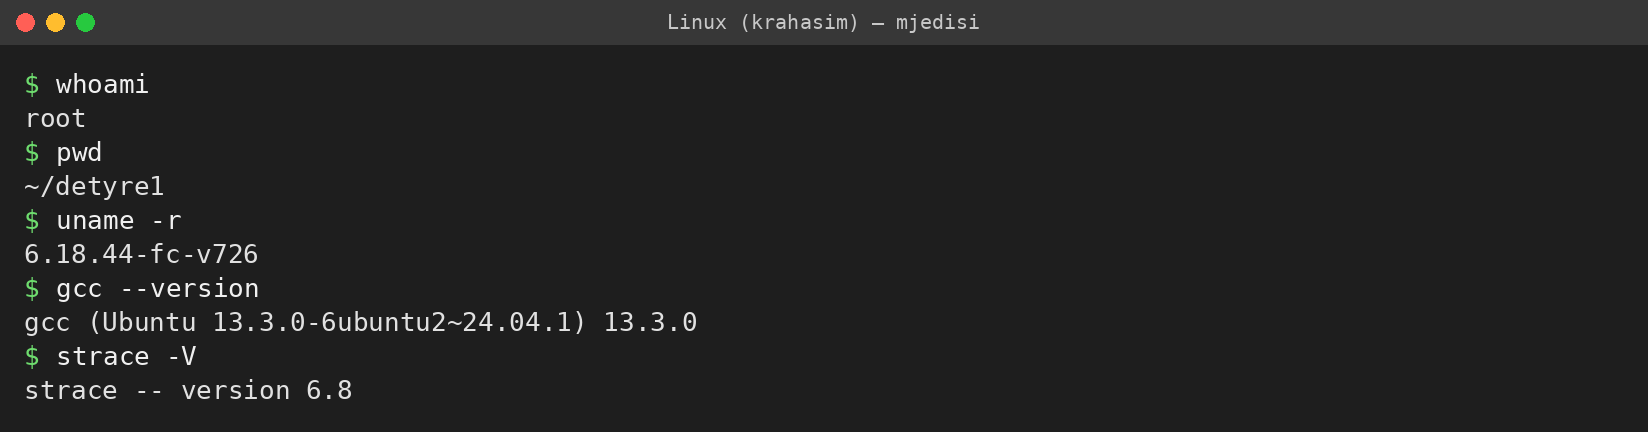 Linux (krahasim) — mjedisi
$ whoami
root
$ pwd
~/detyre1
$ uname -r
6.18.44-fc-v726
$ gcc --version
gcc (Ubuntu 13.3.0-6ubuntu2~24.04.1) 13.3.0
$ strace -V
strace -- version 6.8